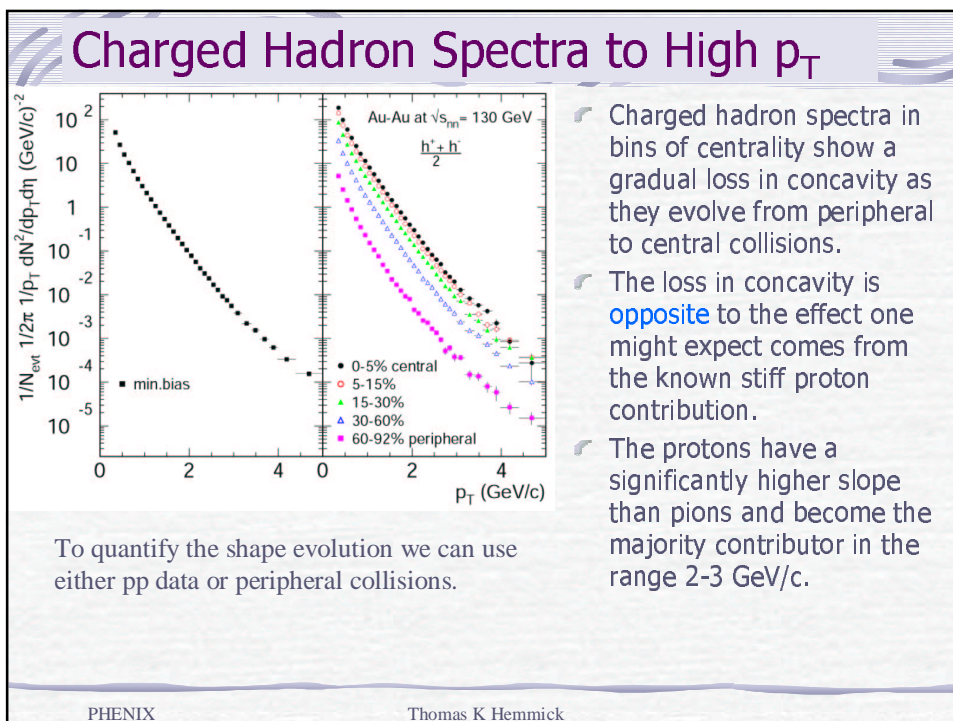 Charged Hadron Spectra to High pT
1/Nevt 1/2π 1/pT dN²/dpTdη (GeV/c)-2
10 2
10
1
10 -1
10 -2
10 -3
10 -4
10 -5
min.bias
0 2 4
Au-Au at √snn= 130 GeV
h+ + h-
2
0-5% central
5-15%
15-30%
30-60%
60-92% peripheral
0 2 4
pT (GeV/c)
Charged hadron spectra in
bins of centrality show a
gradual loss in concavity as
they evolve from peripheral
to central collisions.
The loss in concavity is
opposite to the effect one
might expect comes from
the known stiff proton
contribution.
The protons have a
significantly higher slope
than pions and become the
majority contributor in the
range 2-3 GeV/c.
To quantify the shape evolution we can use
either pp data or peripheral collisions.
PHENIX Thomas K Hemmick